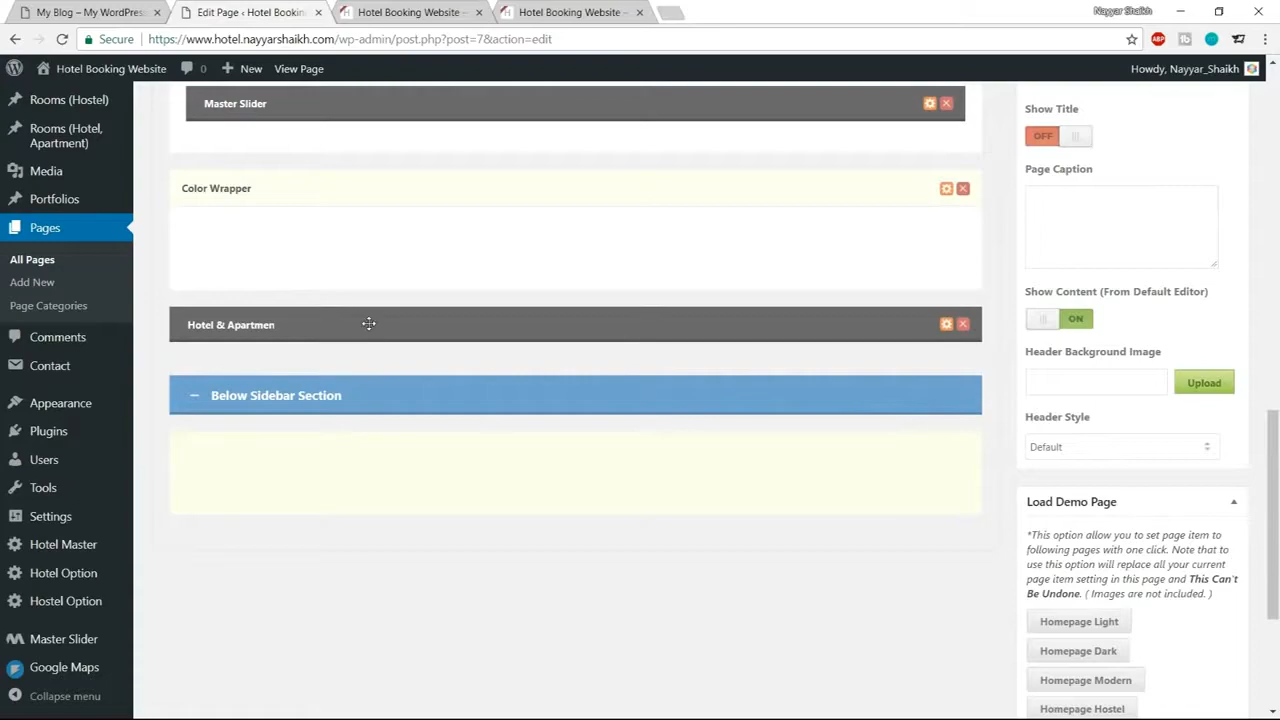 My Blog – My WordPress
Edit Page ‹ Hotel Bookin
Hotel Booking Website –
Hotel Booking Website –
Nayyar Shaikh
Secure
https://www.hotel.nayyarshaikh.com/wp-admin/post.php?post=7&action=edit
ABP
Hotel Booking Website
0
New
View Page
Howdy, Nayyar_Shaikh
Rooms (Hostel)
Rooms (Hotel,
Apartment)
Media
Portfolios
Pages
All Pages
Add New
Page Categories
Comments
Contact
Appearance
Plugins
Users
Tools
Settings
Hotel Master
Hotel Option
Hostel Option
Master Slider
Google Maps
Collapse menu
Master Slider
Color Wrapper
Hotel & Apartmen
Below Sidebar Section
Show Title
OFF
Page Caption
Show Content (From Default Editor)
ON
Header Background Image
Upload
Header Style
Default
Load Demo Page
*This option allow you to set page item to
following pages with one click. Note that to
use this option will replace all your current
page item setting in this page and This Can't
Be Undone. ( Images are not included. )
Homepage Light
Homepage Dark
Homepage Modern
Homepage Hostel